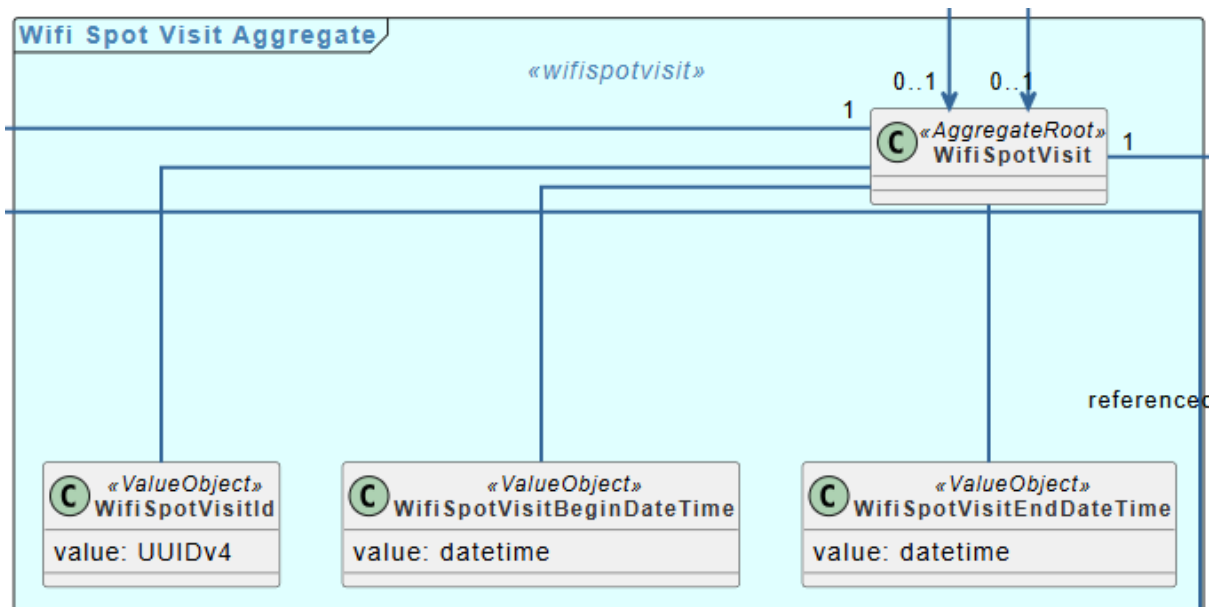 Wifi Spot Visit Aggregate
«wifispotvisit»
0..1
0..1
1
C
«AggregateRoot»
WifiSpotVisit
1
referenced
C
«ValueObject»
WifiSpotVisitId
value: UUIDv4
C
«ValueObject»
WifiSpotVisitBeginDateTime
value: datetime
C
«ValueObject»
WifiSpotVisitEndDateTime
value: datetime